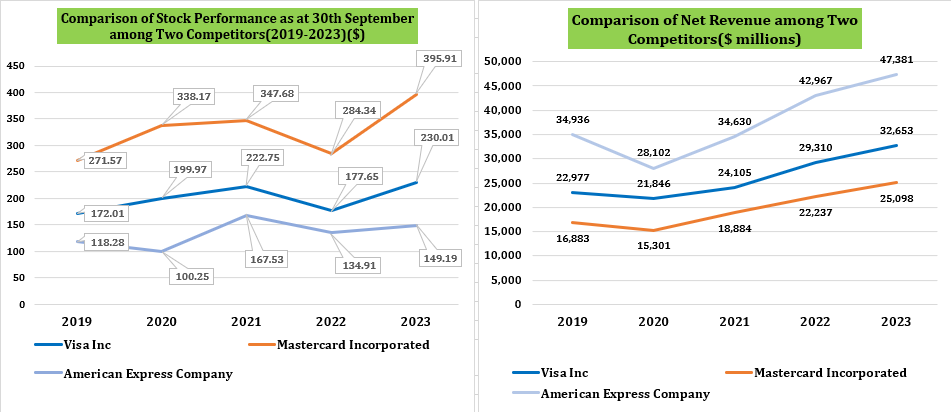 Comparison of Stock Performance as at 30th September
among Two Competitors(2019-2023)($)
450
400
350
300
250
200
150
100
50
0
395.91
338.17
347.68
284.34
271.57
230.01
222.75
199.97
177.65
172.01
118.28
100.25
167.53
134.91
149.19
2019 2020 2021 2022 2023
Visa Inc Mastercard Incorporated
American Express Company
Comparison of Net Revenue among Two
Competitors($ millions)
50,000
45,000
40,000
35,000
30,000
25,000
20,000
15,000
10,000
5,000
0
34,936 28,102 34,630 42,967 47,381
22,977 21,846 24,105 29,310 32,653
16,883 15,301 18,884 22,237 25,098
2019 2020 2021 2022 2023
Visa Inc Mastercard Incorporated
American Express Company